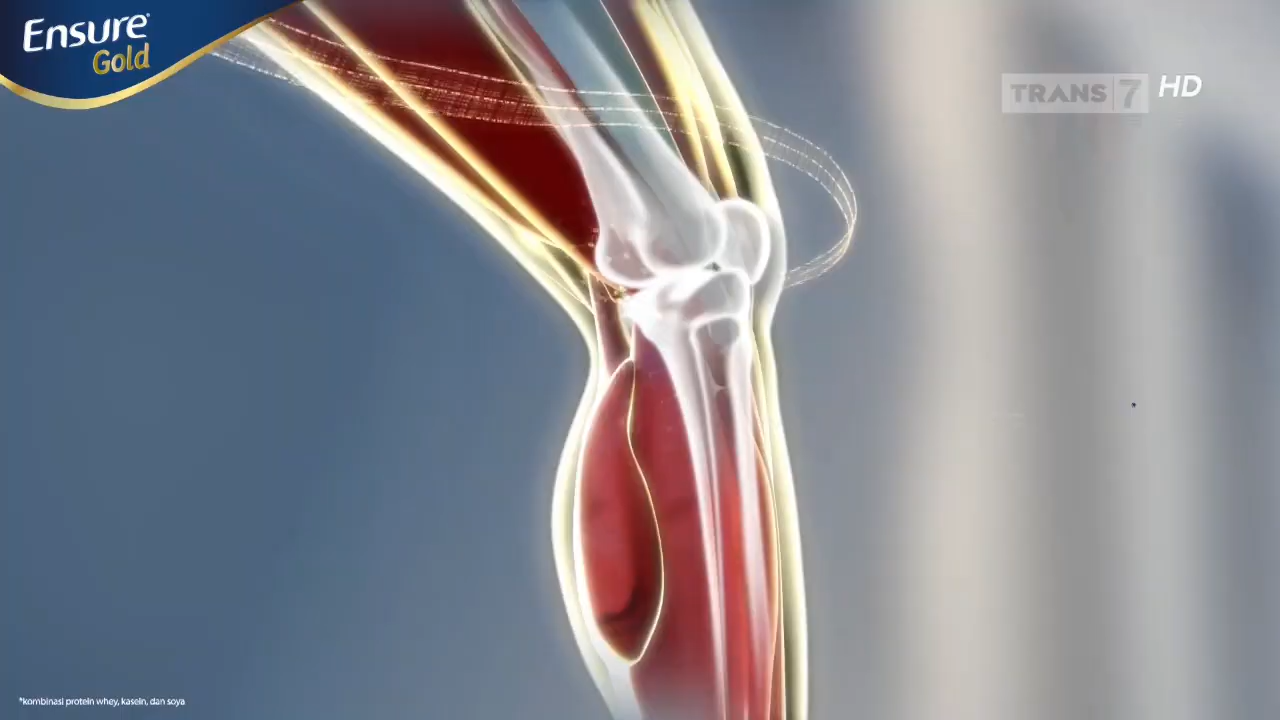 Ensure®
Gold
TRANS|7 HD
*
*kombinasi protein whey, kasein, dan soya